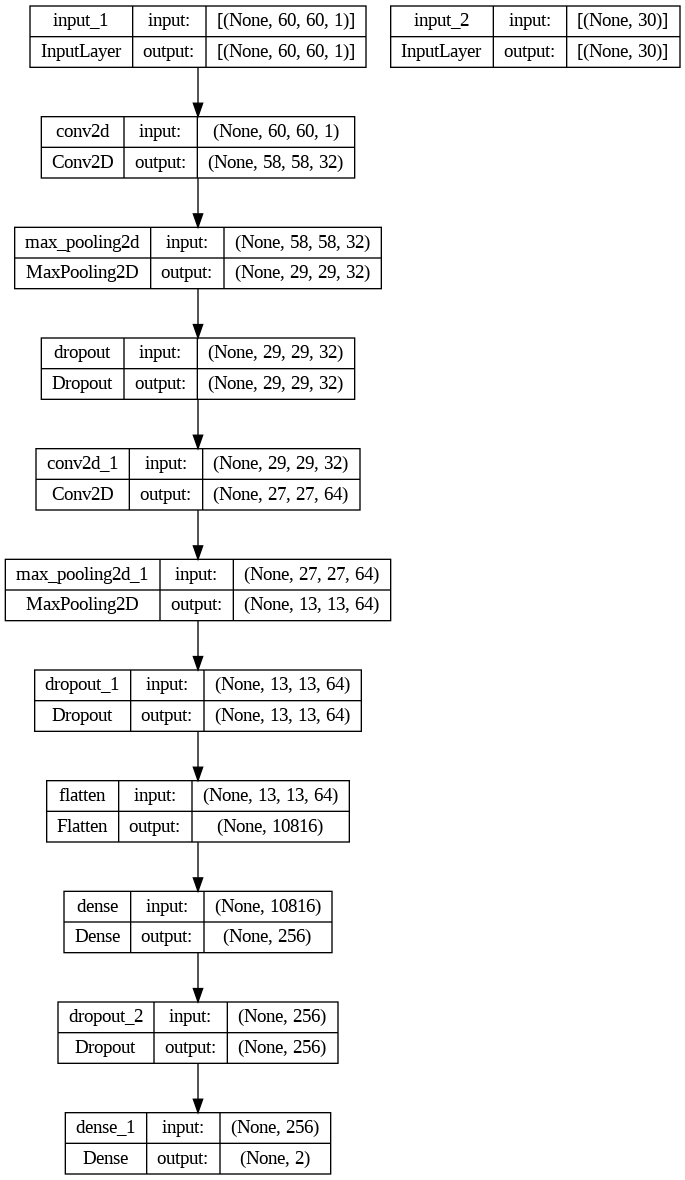 input_1 input: [(None, 60, 60, 1)]
InputLayer output: [(None, 60, 60, 1)]
input_2 input: [(None, 30)]
InputLayer output: [(None, 30)]
conv2d input: (None, 60, 60, 1)
Conv2D output: (None, 58, 58, 32)
max_pooling2d input: (None, 58, 58, 32)
MaxPooling2D output: (None, 29, 29, 32)
dropout input: (None, 29, 29, 32)
Dropout output: (None, 29, 29, 32)
conv2d_1 input: (None, 29, 29, 32)
Conv2D output: (None, 27, 27, 64)
max_pooling2d_1 input: (None, 27, 27, 64)
MaxPooling2D output: (None, 13, 13, 64)
dropout_1 input: (None, 13, 13, 64)
Dropout output: (None, 13, 13, 64)
flatten input: (None, 13, 13, 64)
Flatten output: (None, 10816)
dense input: (None, 10816)
Dense output: (None, 256)
dropout_2 input: (None, 256)
Dropout output: (None, 256)
dense_1 input: (None, 256)
Dense output: (None, 2)